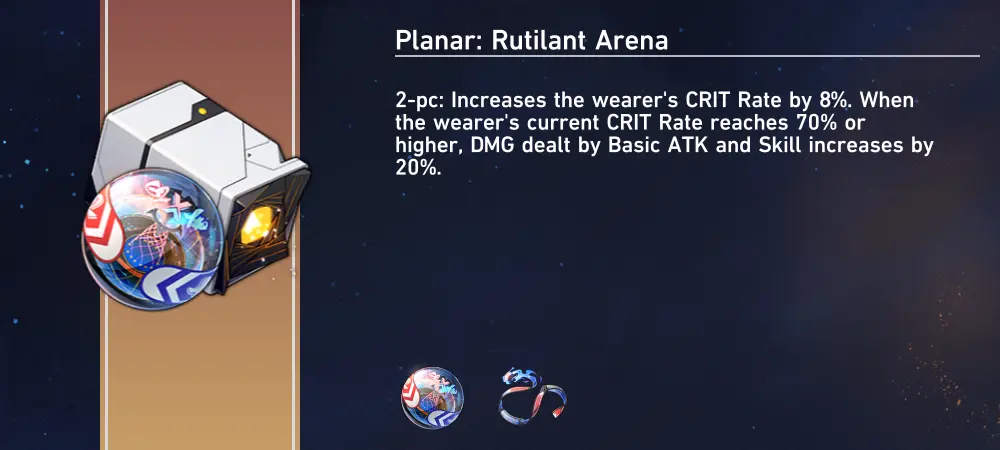 Planar: Rutilant Arena
2-pc: Increases the wearer's CRIT Rate by 8%. When
the wearer's current CRIT Rate reaches 70% or
higher, DMG dealt by Basic ATK and Skill increases by
20%.